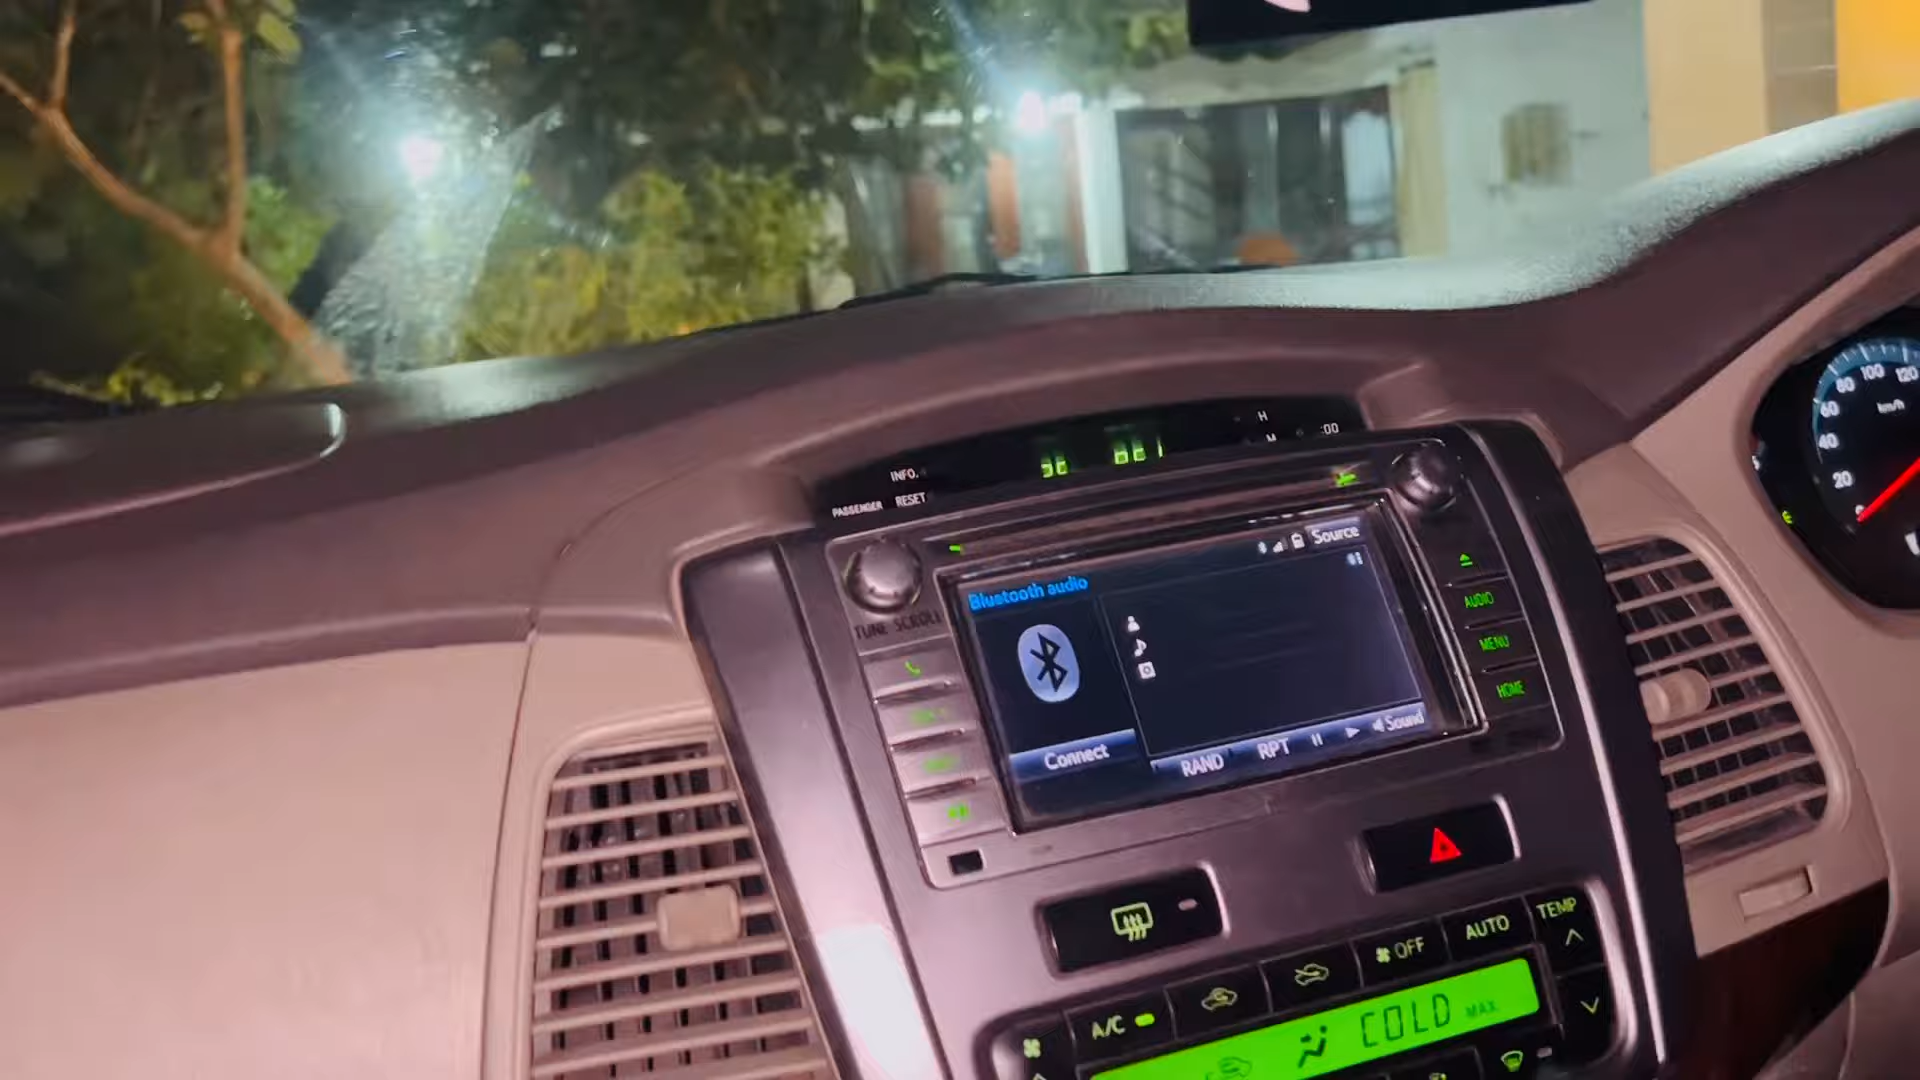 H
M :00
INFO.
PASSENGER RESET
Source
Bluetooth audio
TUNE SCROLL
AUDIO
MENU
HOME
Connect
RAND RPT Sound
A/C OFF AUTO TEMP
COLD MAX
20
40
60
80
100
120
km/h
E